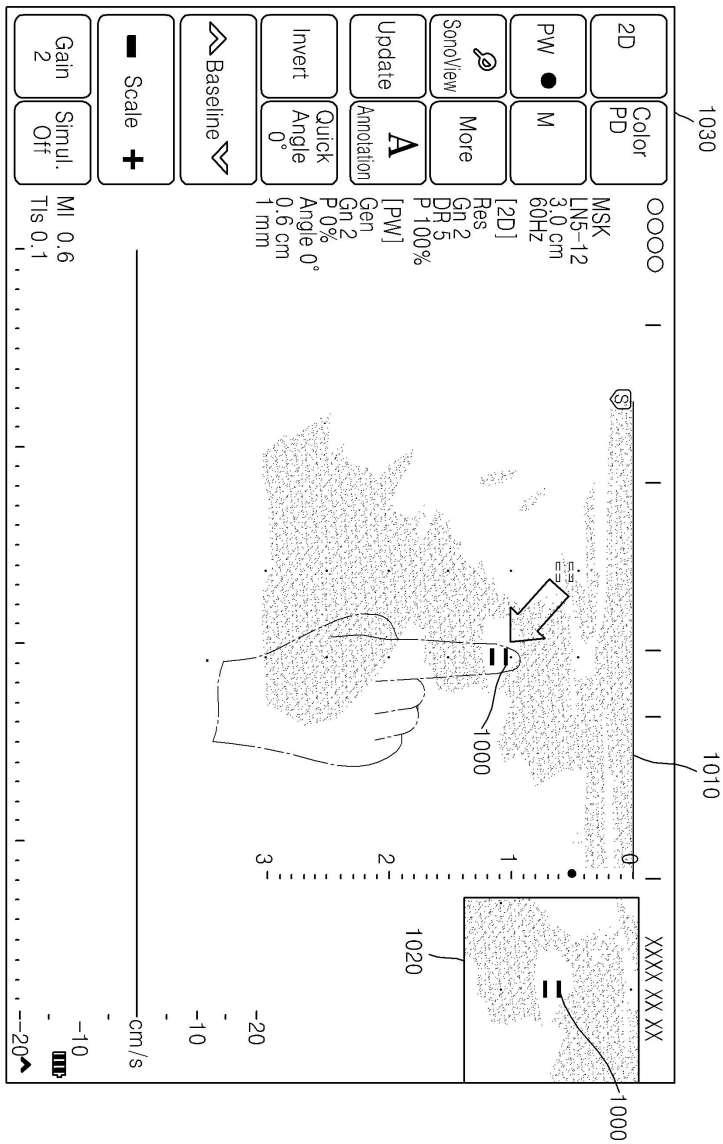 1030
1010
2D
Color
PD
PW ●
M
SonoView
More
Update
A
Annotation
Invert
Quick
Angle
0°
Baseline
− Scale +
Gain
2
Simul.
Off
○○○○
XXXX XX XX
MSK
LN5-12
3.0 cm
60Hz
[2D]
Res
Gn 2
DR 5
P 100%
[PW]
Gen
Gn 2
P 0%
Angle 0°
0.6 cm
1 mm
MI 0.6
TIs 0.1
S
0
1
2
3
1000
1000
1020
-20
-10
cm/s
-10
-20